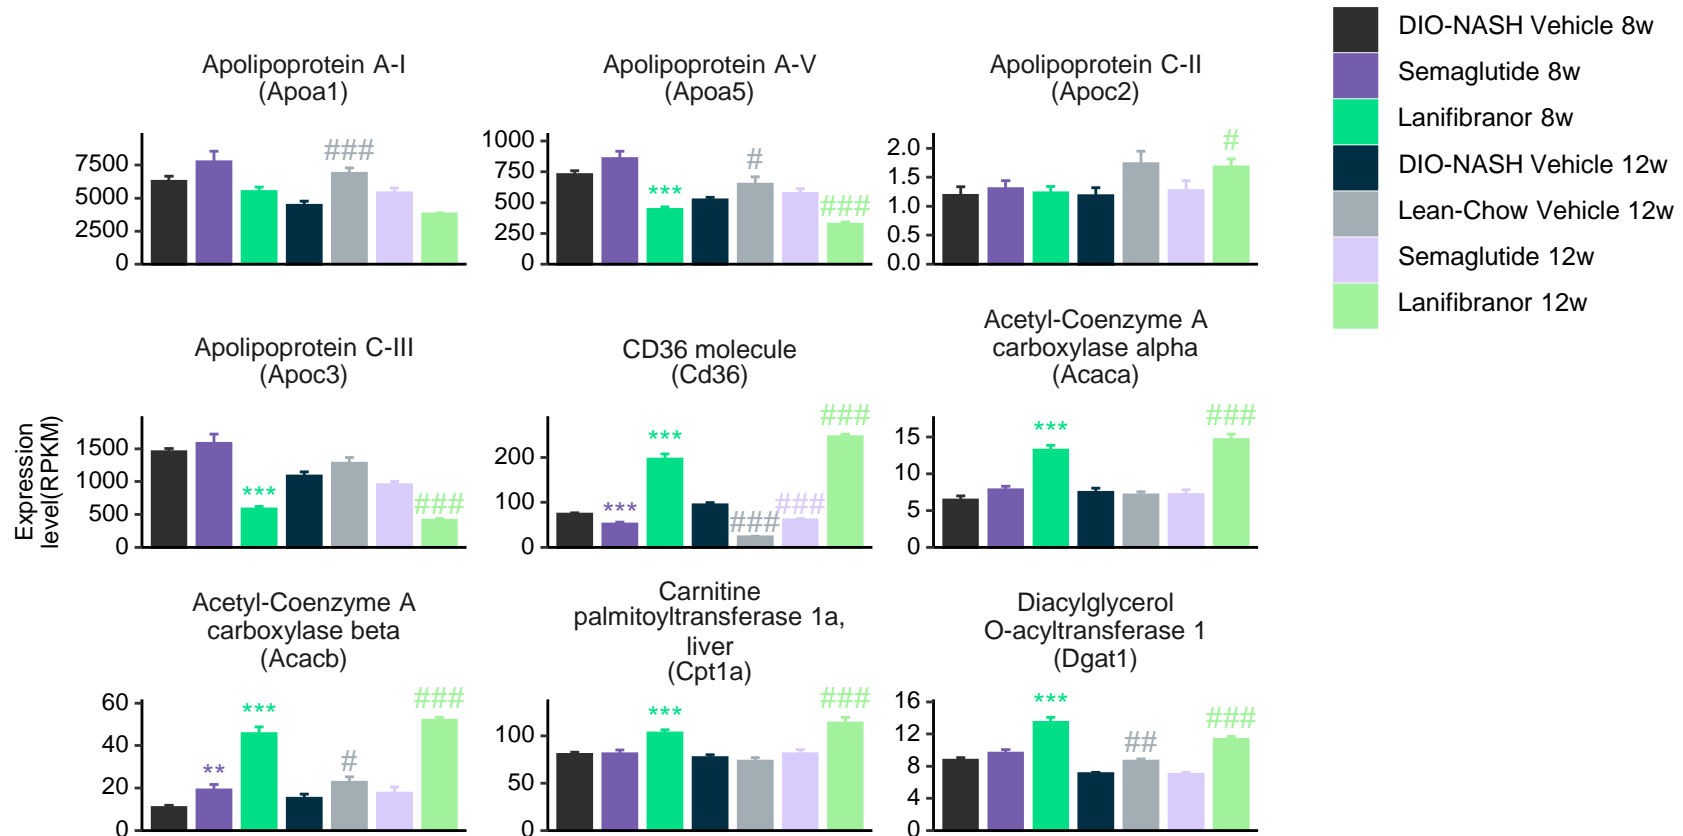 DIO-NASH Vehicle 8w
Semaglutide 8w
Lanifibranor 8w
DIO-NASH Vehicle 12w
Lean-Chow Vehicle 12w
Semaglutide 12w
Lanifibranor 12w
Apolipoprotein A-I
(Apoa1)
7500
5000
2500
0
###
Apolipoprotein A-V
(Apoa5)
1000
750
500
250
0
***
#
###
Apolipoprotein C-II
(Apoc2)
2.0
1.5
1.0
0.5
0.0
#
Expression
level(RPKM)
Apolipoprotein C-III
(Apoc3)
1500
1000
500
0
***
###
CD36 molecule
(Cd36)
200
100
0
***
***
###
###
###
Acetyl-Coenzyme A
carboxylase alpha
(Acaca)
15
10
5
0
***
###
Acetyl-Coenzyme A
carboxylase beta
(Acacb)
60
40
20
0
**
***
#
###
Carnitine
palmitoyltransferase 1a,
liver
(Cpt1a)
100
50
0
***
###
Diacylglycerol
O-acyltransferase 1
(Dgat1)
16
12
8
4
0
***
##
###